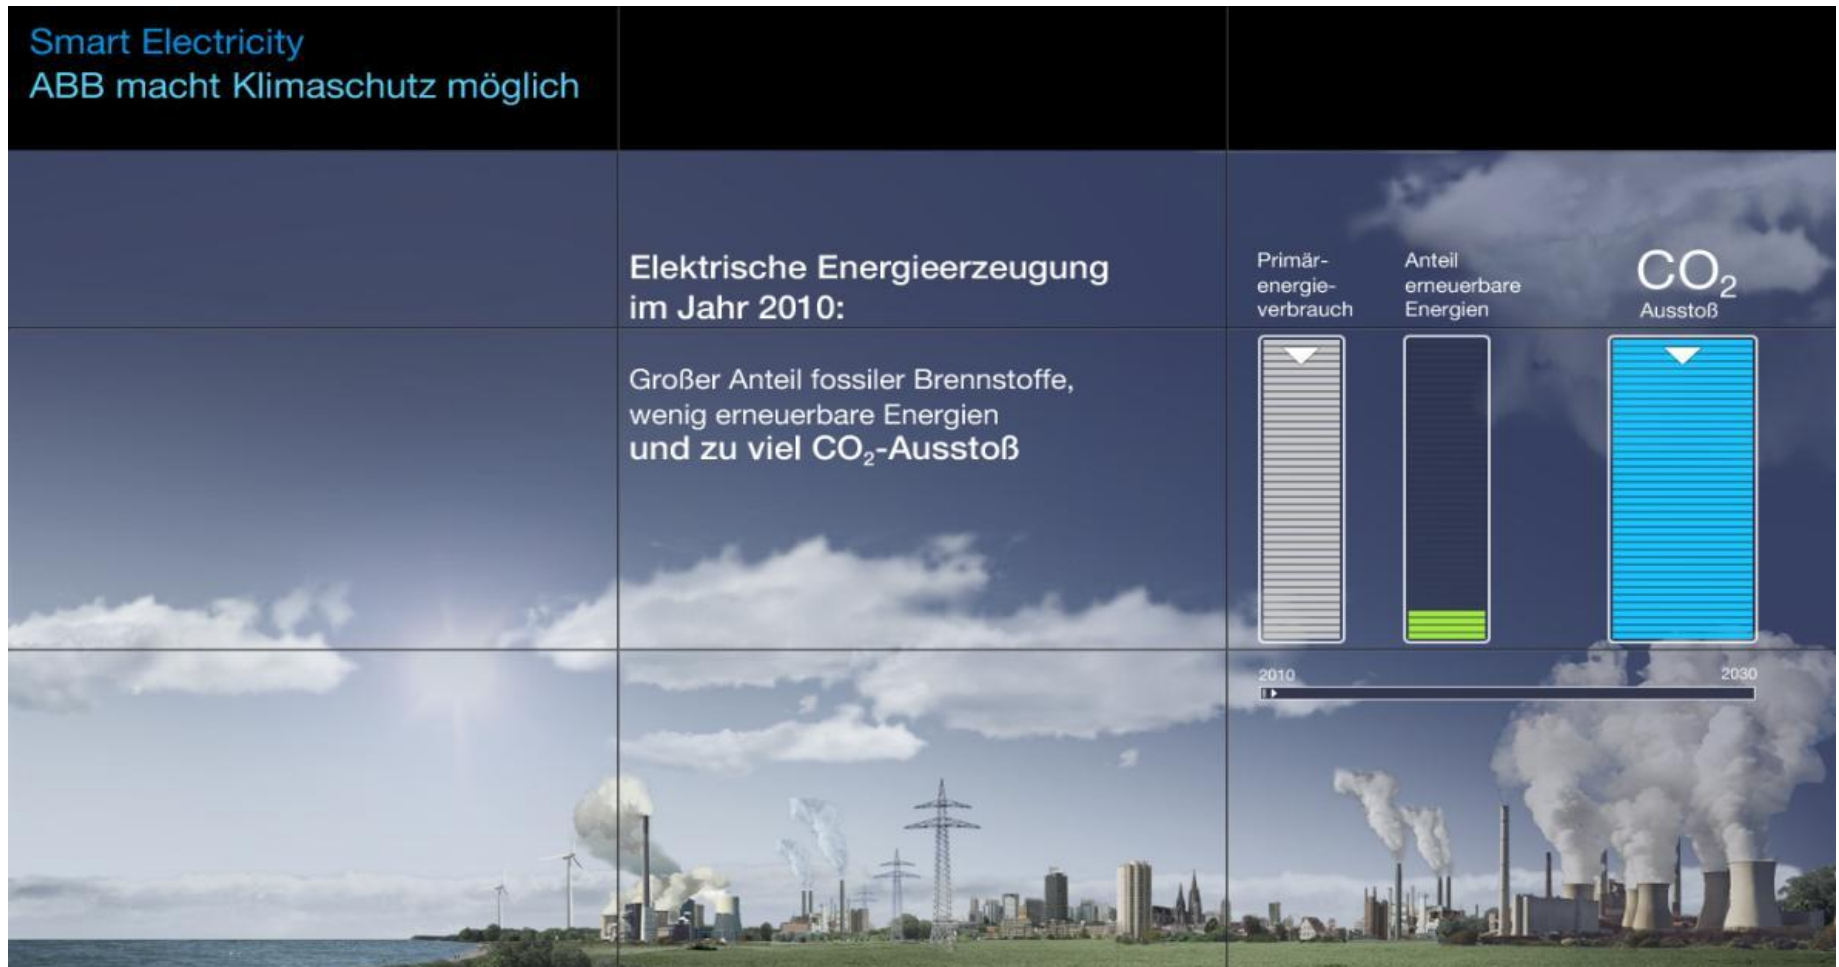 Smart Electricity
ABB macht Klimaschutz möglich
Elektrische Energieerzeugung
im Jahr 2010:
Großer Anteil fossiler Brennstoffe,
wenig erneuerbare Energien
und zu viel CO₂-Ausstoß
Primär-
energie-
verbrauch
Anteil
erneuerbare
Energien
CO₂
Ausstoß
2010
2030